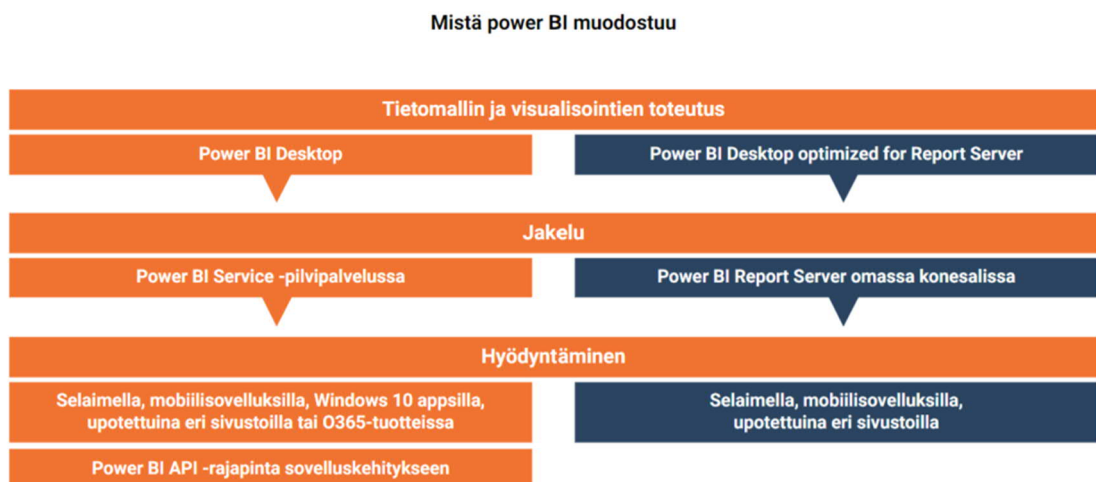 Mistä power BI muodostuu
Tietomallin ja visualisointien toteutus
Power BI Desktop
Power BI Desktop optimized for Report Server
Jakelu
Power BI Service -pilvipalvelussa
Power BI Report Server omassa konesalissa
Hyödyntäminen
Selaimella, mobiilisovelluksilla, Windows 10 appsilla,
upotettuina eri sivustoilla tai O365-tuotteissa
Selaimella, mobiilisovelluksilla,
upotettuina eri sivustoilla
Power BI API -rajapinta sovelluskehitykseen